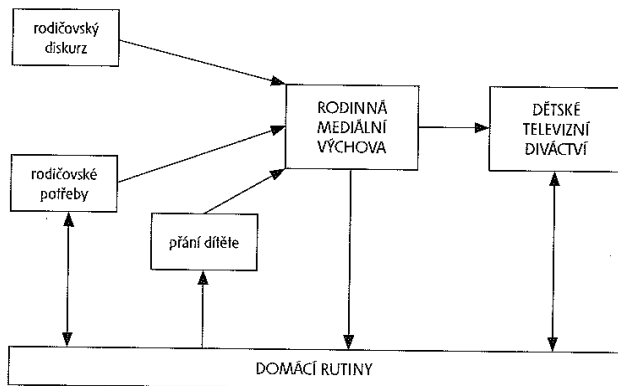 rodičovský
diskurz
RODINNÁ
MEDIÁLNÍ
VÝCHOVA
DĚTSKÉ
TELEVIZNÍ
DIVÁCTVÍ
rodičovské
potřeby
přání dítěte
DOMÁCÍ RUTINY